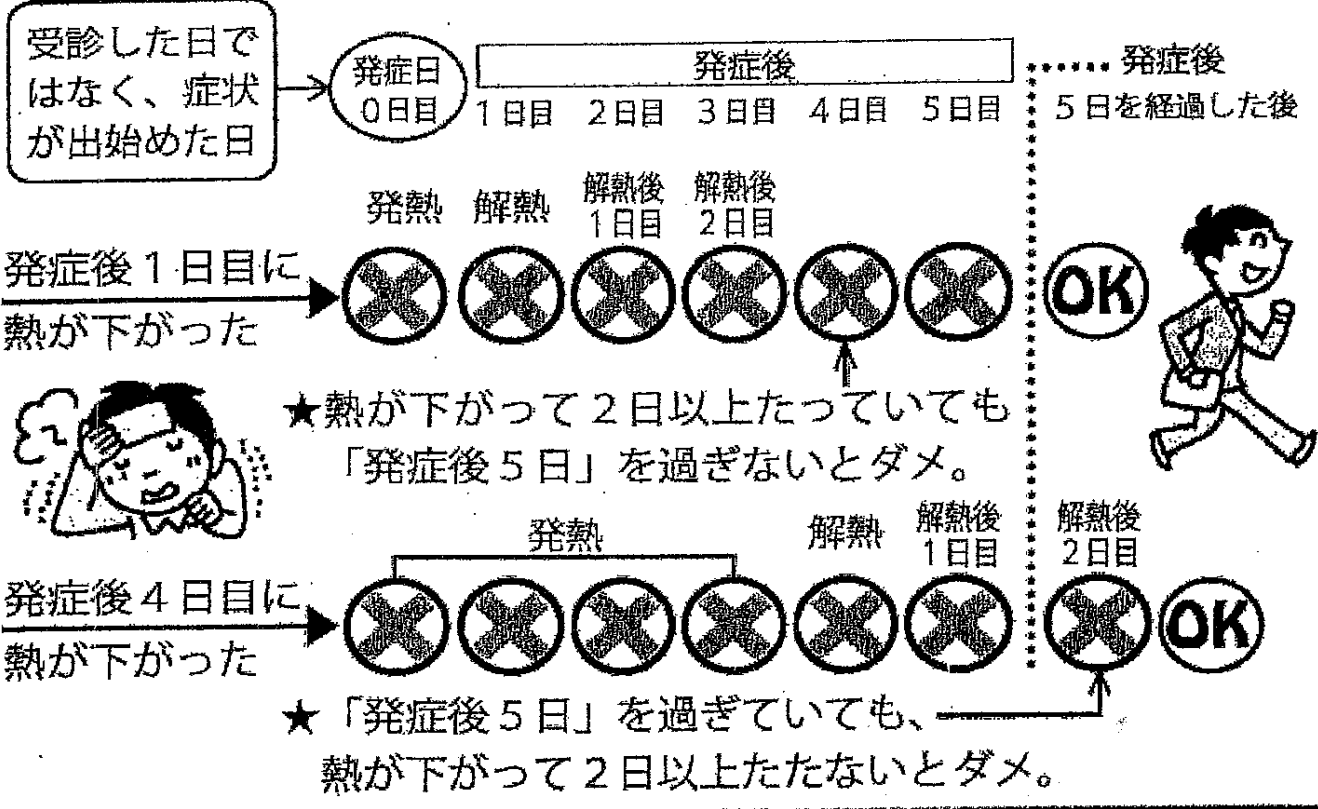 受診した日で
はなく、症状
が出始めた日
発症日
0日目
発症後
1日目 2日目 3日目 4日目 5日目
発症後
5日を経過した後
発熱 解熱 解熱後1日目 解熱後2日目
発症後1日目に
熱が下がった
OK
★熱が下がって2日以上たっていても
「発症後5日」を過ぎないとダメ。
発熱 解熱 解熱後1日目 解熱後2日目
発症後4日目に
熱が下がった
OK
★「発症後5日」を過ぎていても、
熱が下がって2日以上たたないとダメ。